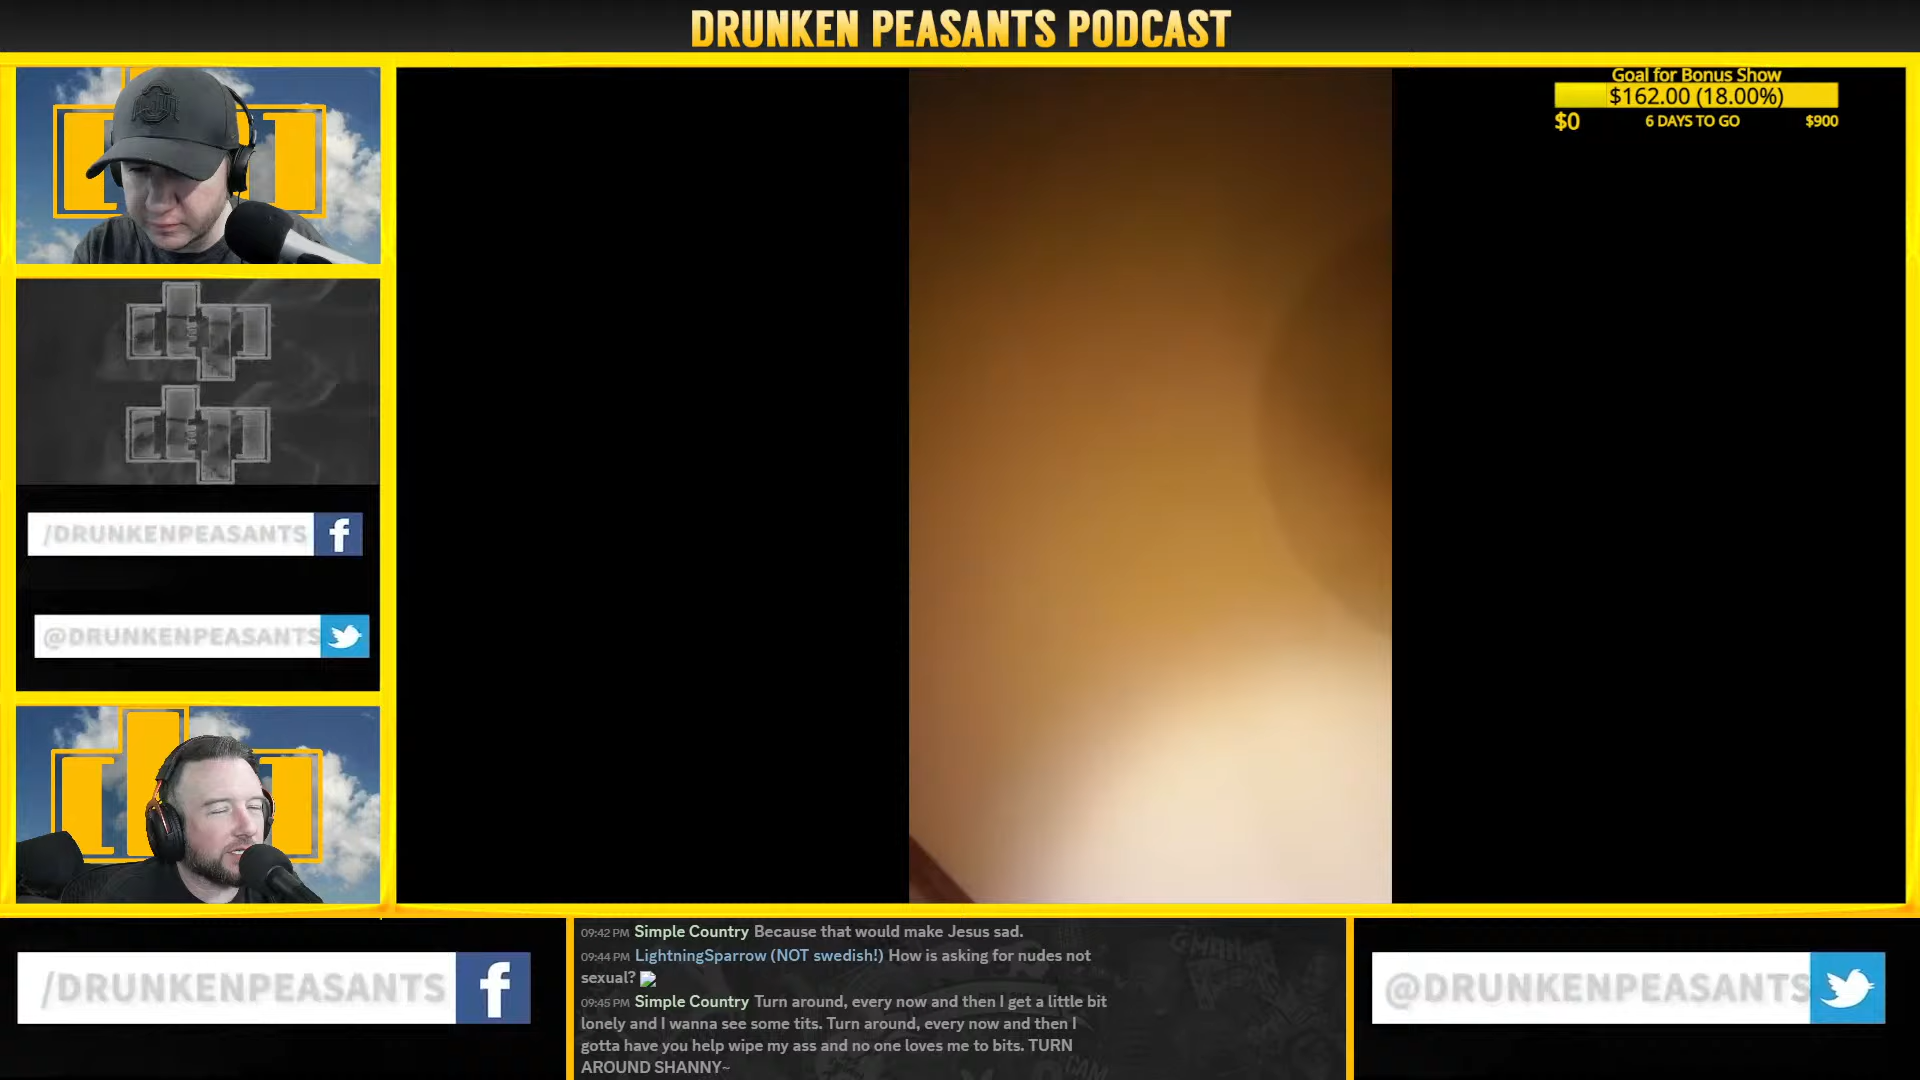 DRUNKEN PEASANTS PODCAST
Goal for Bonus Show
$162.00 (18.00%)
$0
6 DAYS TO GO
$900
/DRUNKENPEASANTS
@DRUNKENPEASANTS
09:42 PM Simple Country Because that would make Jesus sad.
09:44 PM LightningSparrow (NOT swedish!) How is asking for nudes not
sexual?
09:45 PM Simple Country Turn around, every now and then I get a little bit
lonely and I wanna see some tits. Turn around, every now and then I
gotta have you help wipe my ass and no one loves me to bits. TURN
AROUND SHANNY~
/DRUNKENPEASANTS
@DRUNKENPEASANTS